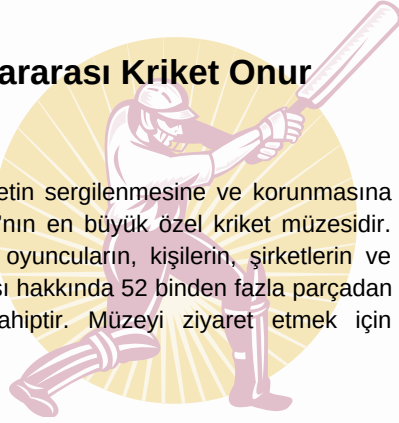 ararası Kriket Onur
etin sergilenmesine ve korunmasına
'nın en büyük özel kriket müzesidir.
oyuncuların, kişilerin, şirketlerin ve
sı hakkında 52 binden fazla parçadan
ahiptir. Müzeyi ziyaret etmek için